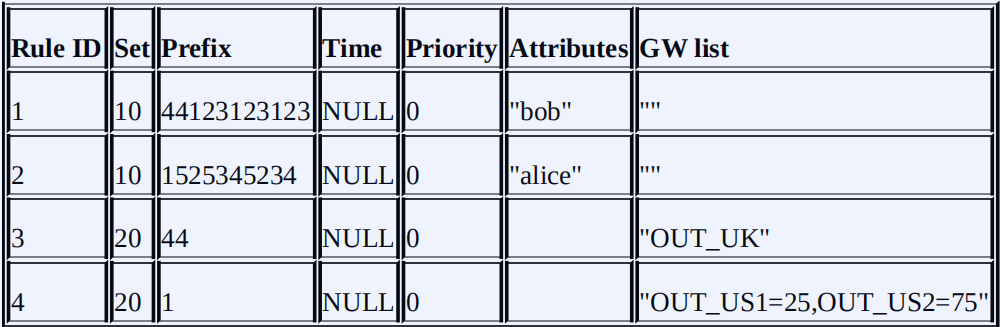 Rule ID Set Prefix Time Priority Attributes GW list
1 10 44123123123 NULL 0 "bob" ""
2 10 1525345234 NULL 0 "alice" ""
3 20 44 NULL 0 "OUT_UK"
4 20 1 NULL 0 "OUT_US1=25,OUT_US2=75"